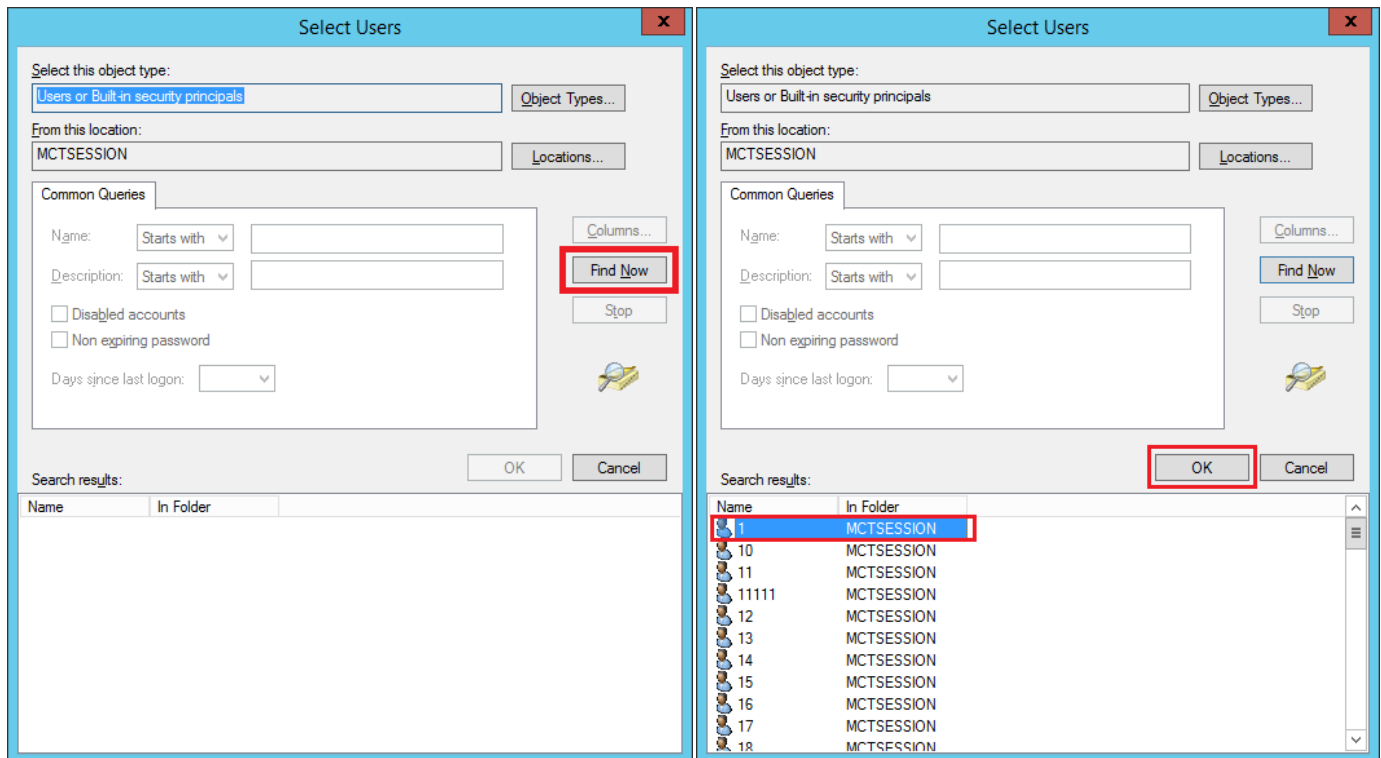 Select Users
x
Select this object type:
Users or Built-in security principals
Object Types...
From this location:
MCTSESSION
Locations...
Common Queries
Name:
Starts with
Columns...
Description:
Starts with
Find Now
Disabled accounts
Stop
Non expiring password
Days since last logon:
OK
Cancel
Search results:
Name In Folder
Select Users
x
Select this object type:
Users or Built-in security principals
Object Types...
From this location:
MCTSESSION
Locations...
Common Queries
Name:
Starts with
Columns...
Description:
Starts with
Find Now
Disabled accounts
Stop
Non expiring password
Days since last logon:
OK
Cancel
Search results:
Name In Folder
1 MCTSESSION
10 MCTSESSION
11 MCTSESSION
11111 MCTSESSION
12 MCTSESSION
13 MCTSESSION
14 MCTSESSION
15 MCTSESSION
16 MCTSESSION
17 MCTSESSION
18 MCTSESSION